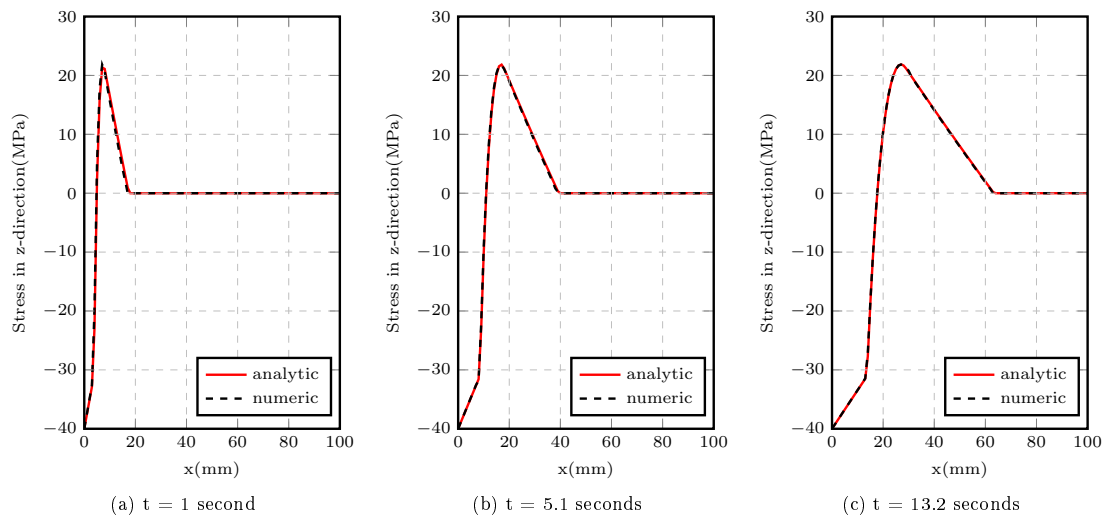 30
20
10
0
−10
−20
−30
−40
0
20
40
60
80
100
x(mm)
Stress in z-direction(MPa)
analytic
numeric
(a) t = 1 second
30
20
10
0
−10
−20
−30
−40
0
20
40
60
80
100
x(mm)
Stress in z-direction(MPa)
analytic
numeric
(b) t = 5.1 seconds
30
20
10
0
−10
−20
−30
−40
0
20
40
60
80
100
x(mm)
Stress in z-direction(MPa)
analytic
numeric
(c) t = 13.2 seconds